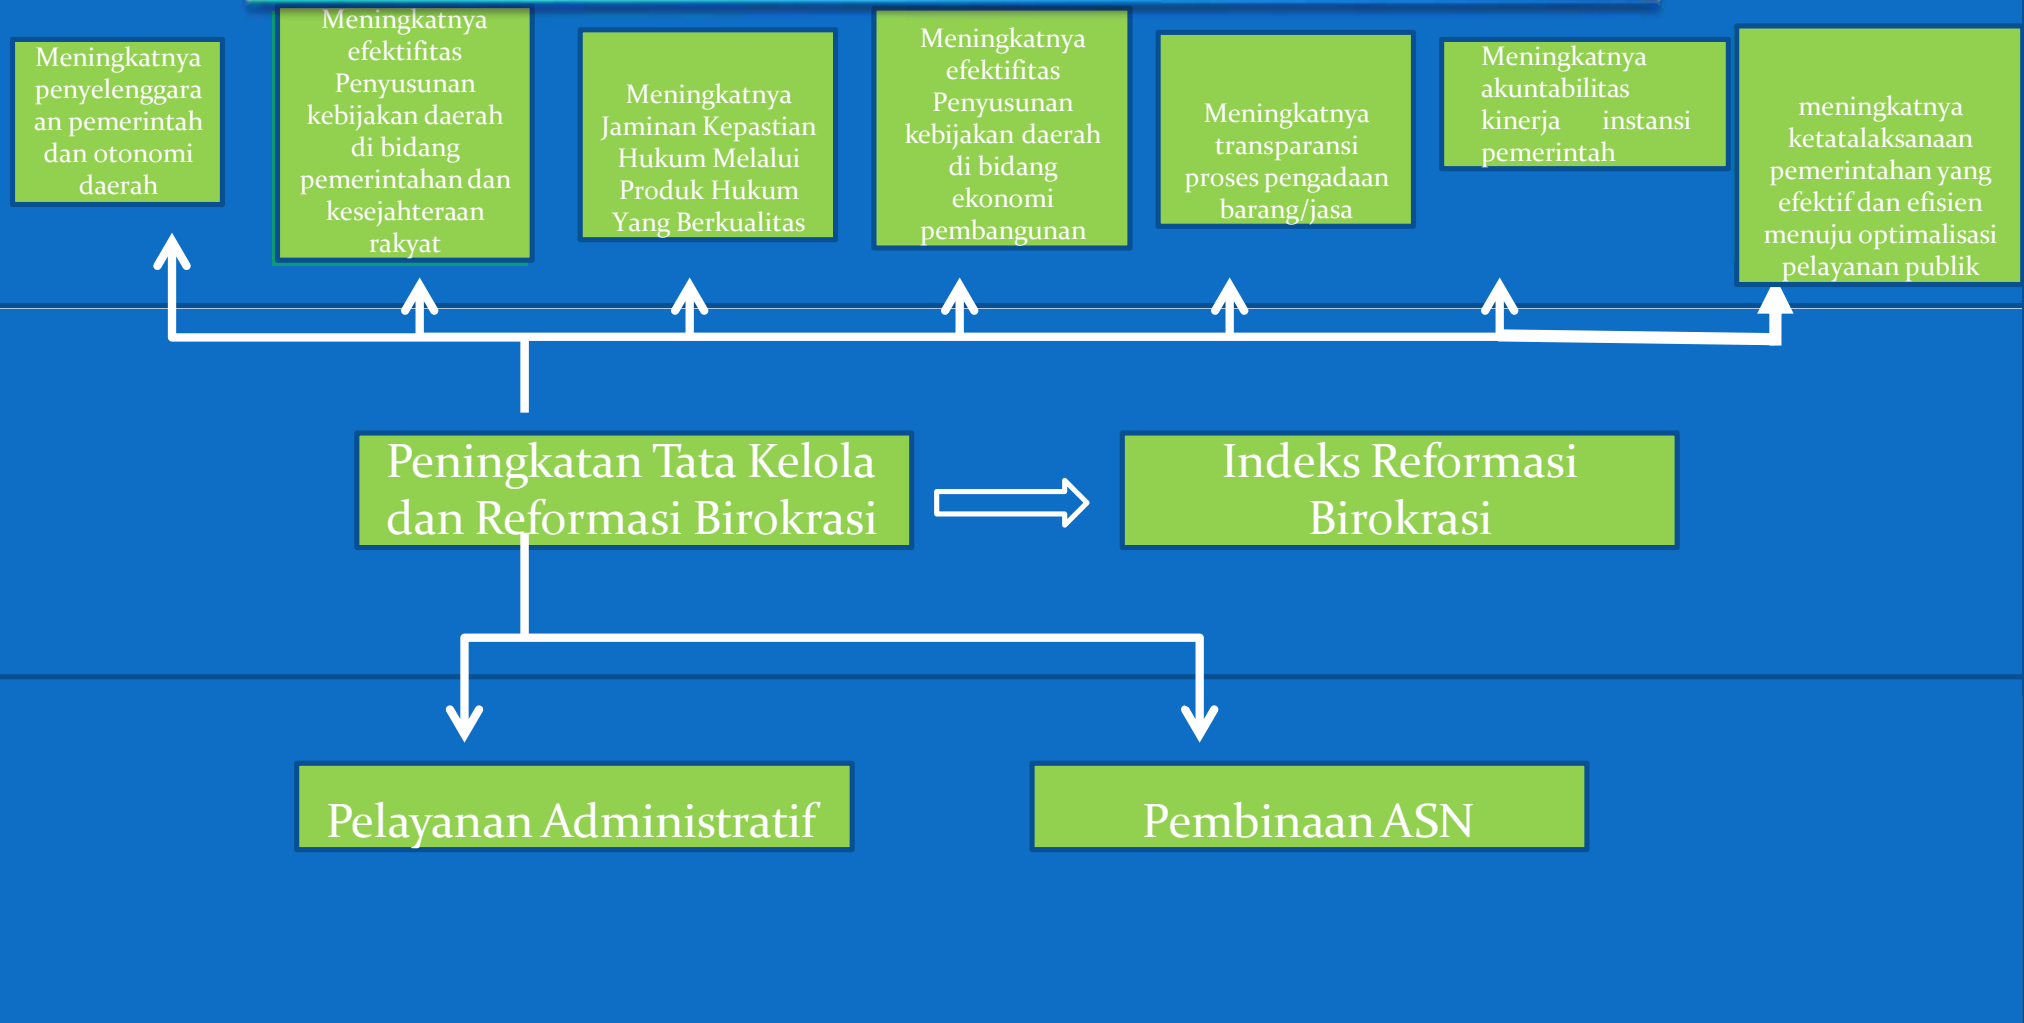 Meningkatnya
penyelenggara
an pemerintah
dan otonomi
daerah
Meningkatnya
efektifitas
Penyusunan
kebijakan daerah
di bidang
pemerintahan dan
kesejahteraan
rakyat
Meningkatnya
Jaminan Kepastian
Hukum Melalui
Produk Hukum
Yang Berkualitas
Meningkatnya
efektifitas
Penyusunan
kebijakan daerah
di bidang
ekonomi
pembangunan
Meningkatnya
transparansi
proses pengadaan
barang/jasa
Meningkatnya
akuntabilitas
kinerja instansi
pemerintah
meningkatnya
ketatalaksanaan
pemerintahan yang
efektif dan efisien
menuju optimalisasi
pelayanan publik
Peningkatan Tata Kelola
dan Reformasi Birokrasi
Indeks Reformasi
Birokrasi
Pelayanan Administratif
Pembinaan ASN